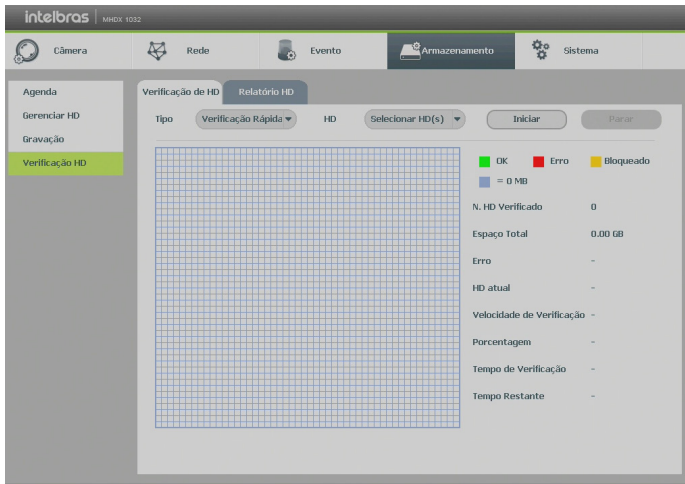 intelbras MHDX 1032
Câmera Rede Evento Armazenamento Sistema
Agenda
Gerenciar HD
Gravação
Verificação HD
Verificação de HD Relatório HD
Tipo Verificação Rápida HD Selecionar HD(s) Iniciar Parar
OK Erro Bloqueado
= 0 MB
N. HD Verificado 0
Espaço Total 0.00 GB
Erro -
HD atual -
Velocidade de Verificação -
Porcentagem -
Tempo de Verificação -
Tempo Restante -